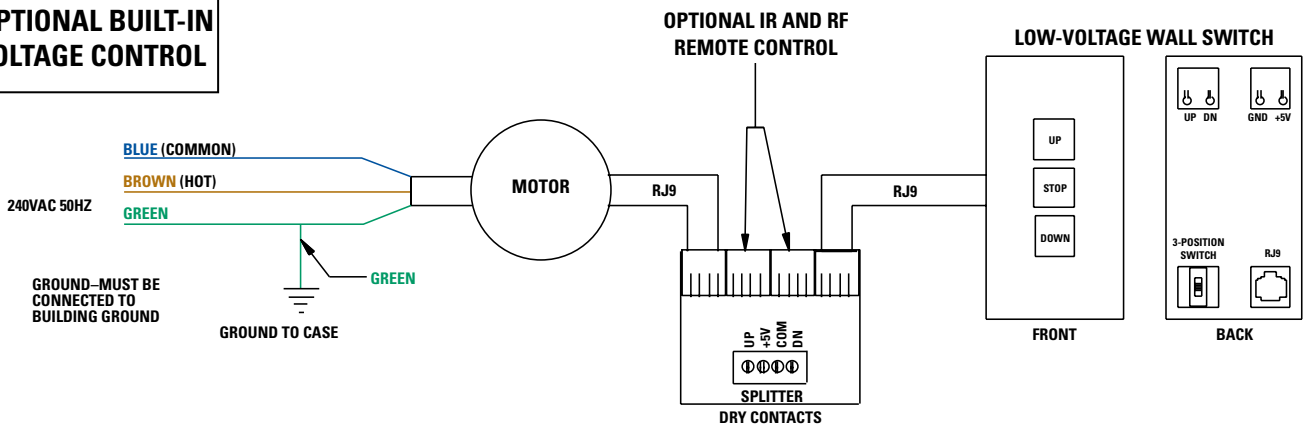 PTIONAL BUILT-IN
OLTAGE CONTROL
OPTIONAL IR AND RF
REMOTE CONTROL
LOW-VOLTAGE WALL SWITCH
BLUE (COMMON)
BROWN (HOT)
240VAC 50HZ
GREEN
GREEN
GROUND–MUST BE
CONNECTED TO
BUILDING GROUND
GROUND TO CASE
MOTOR
RJ9
RJ9
UP
+5V
COM
DN
SPLITTER
DRY CONTACTS
UP
STOP
DOWN
FRONT
UP DN
GND +5V
3-POSITION
SWITCH
RJ9
BACK